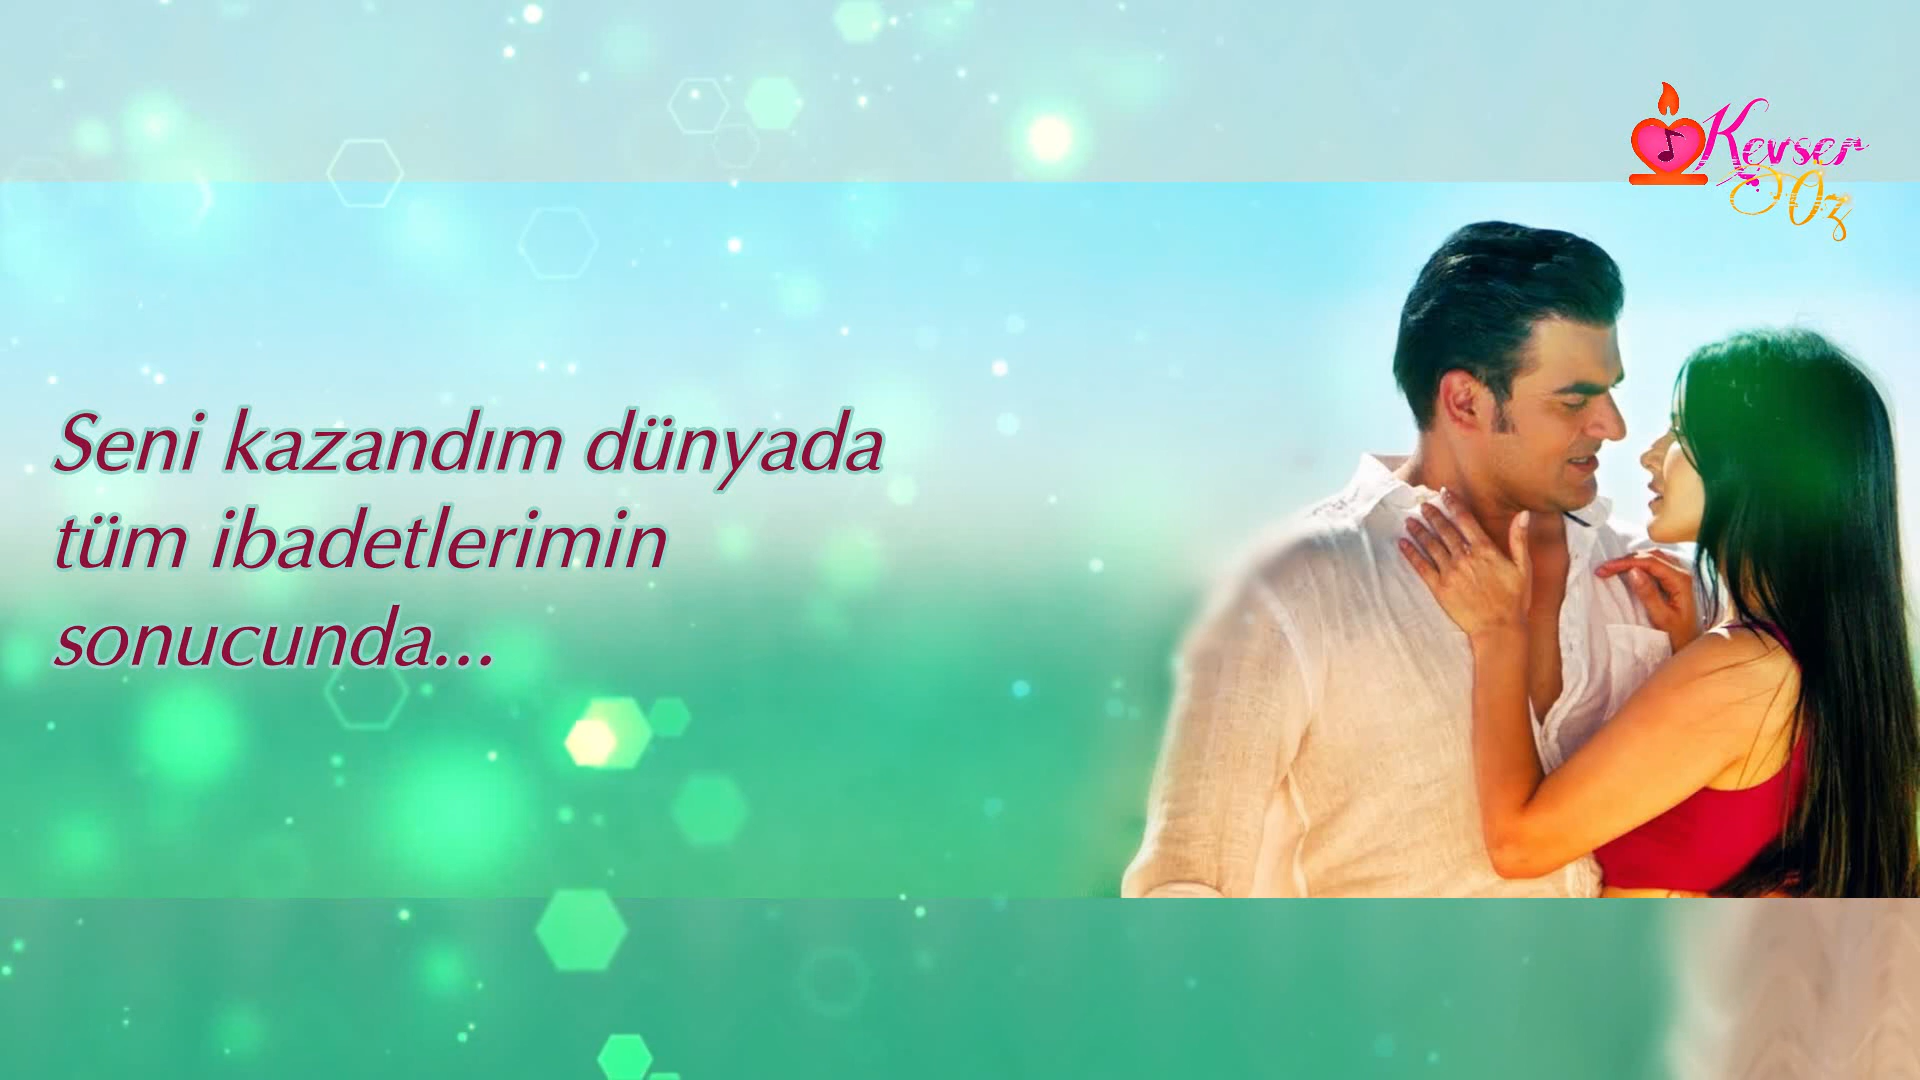 Kevser
Öz
Seni kazandım dünyada
tüm ibadetlerimin
sonucunda...